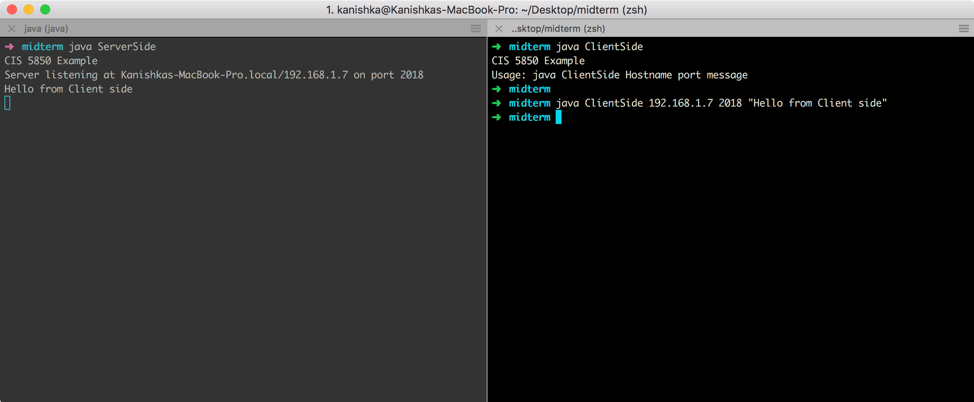 1. kanishka@Kanishkas-MacBook-Pro: ~/Desktop/midterm (zsh)
java (java)
➜ midterm java ServerSide
CIS 5850 Example
Server listening at Kanishkas-MacBook-Pro.local/192.168.1.7 on port 2018
Hello from Client side
..sktop/midterm (zsh)
➜ midterm java ClientSide
CIS 5850 Example
Usage: java ClientSide Hostname port message
➜ midterm
➜ midterm java ClientSide 192.168.1.7 2018 "Hello from Client side"
➜ midterm